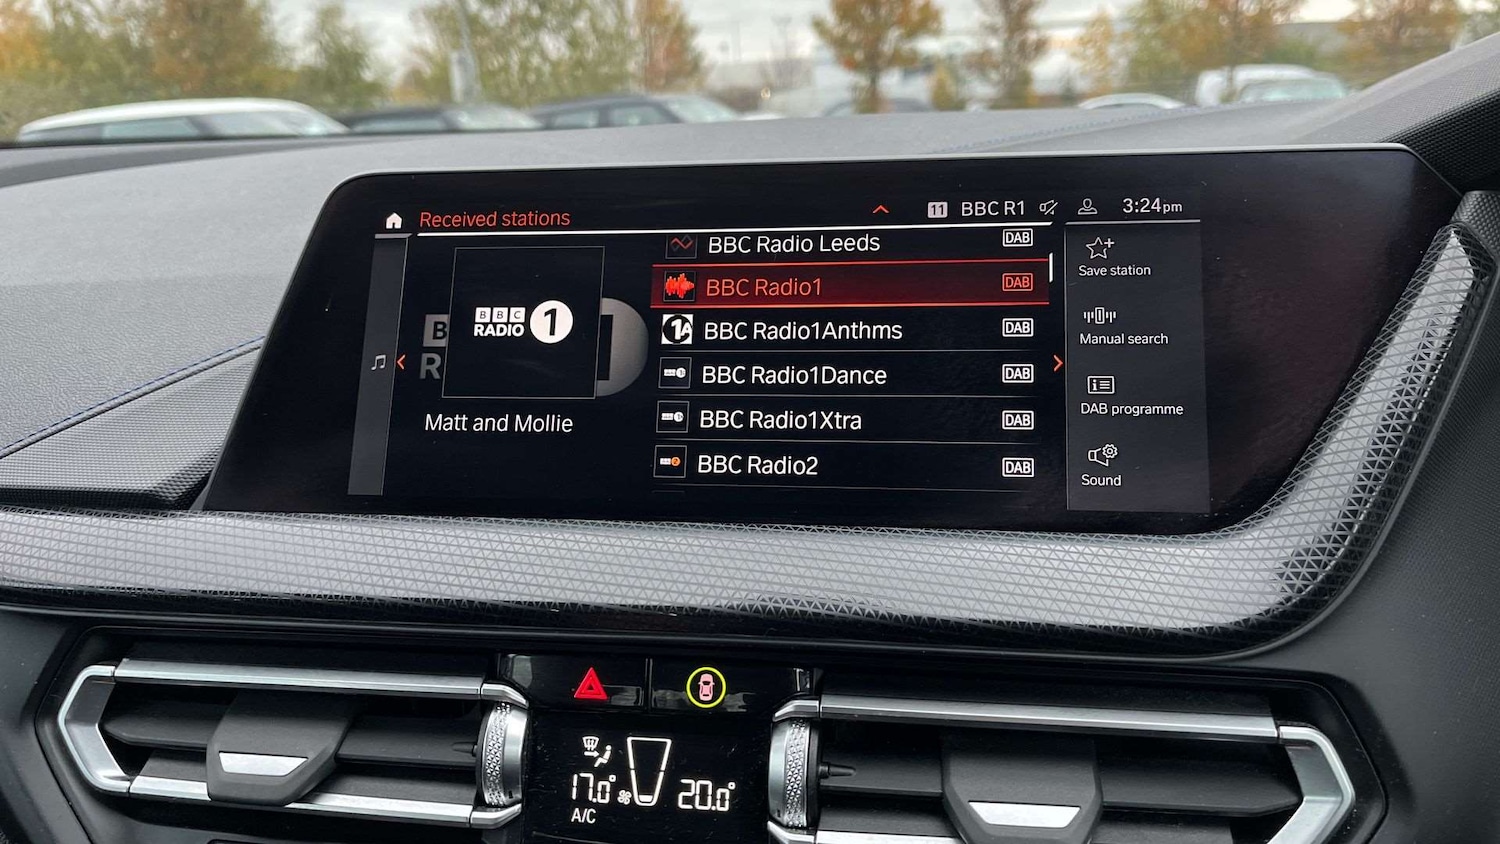 Received stations
11 BBC R1
3:24pm
BBC Radio Leeds DAB
BBC Radio1 DAB
BBC Radio1Anthms DAB
BBC Radio1Dance DAB
BBC Radio1Xtra DAB
BBC Radio2 DAB
BBC
RADIO 1
Matt and Mollie
Save station
Manual search
DAB programme
Sound
17.0° 20.0°
A/C